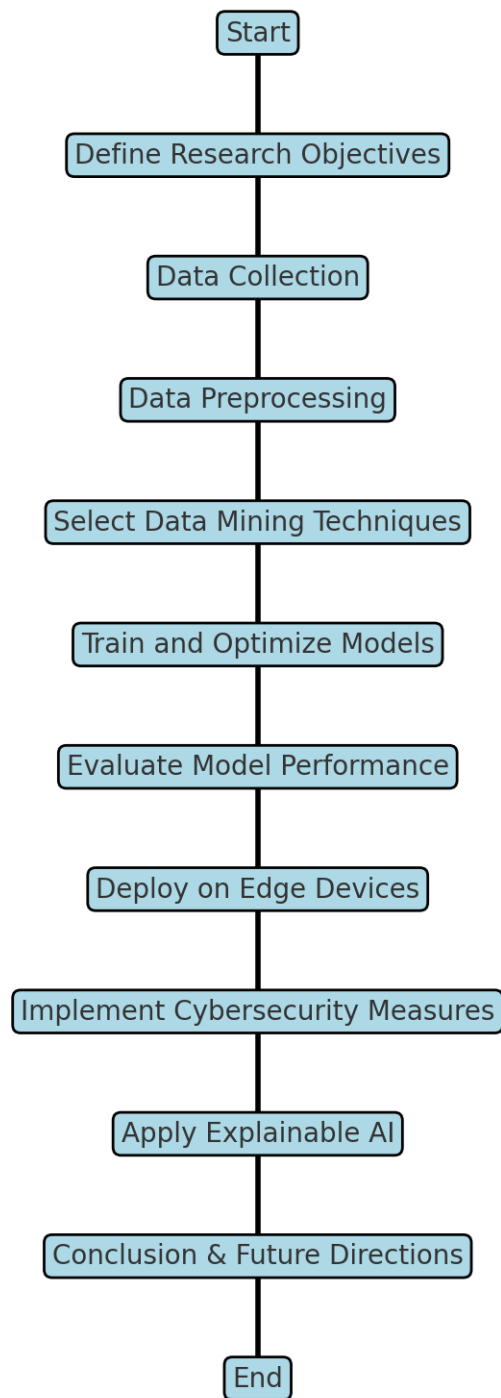 Start
Define Research Objectives
Data Collection
Data Preprocessing
Select Data Mining Techniques
Train and Optimize Models
Evaluate Model Performance
Deploy on Edge Devices
Implement Cybersecurity Measures
Apply Explainable AI
Conclusion & Future Directions
End